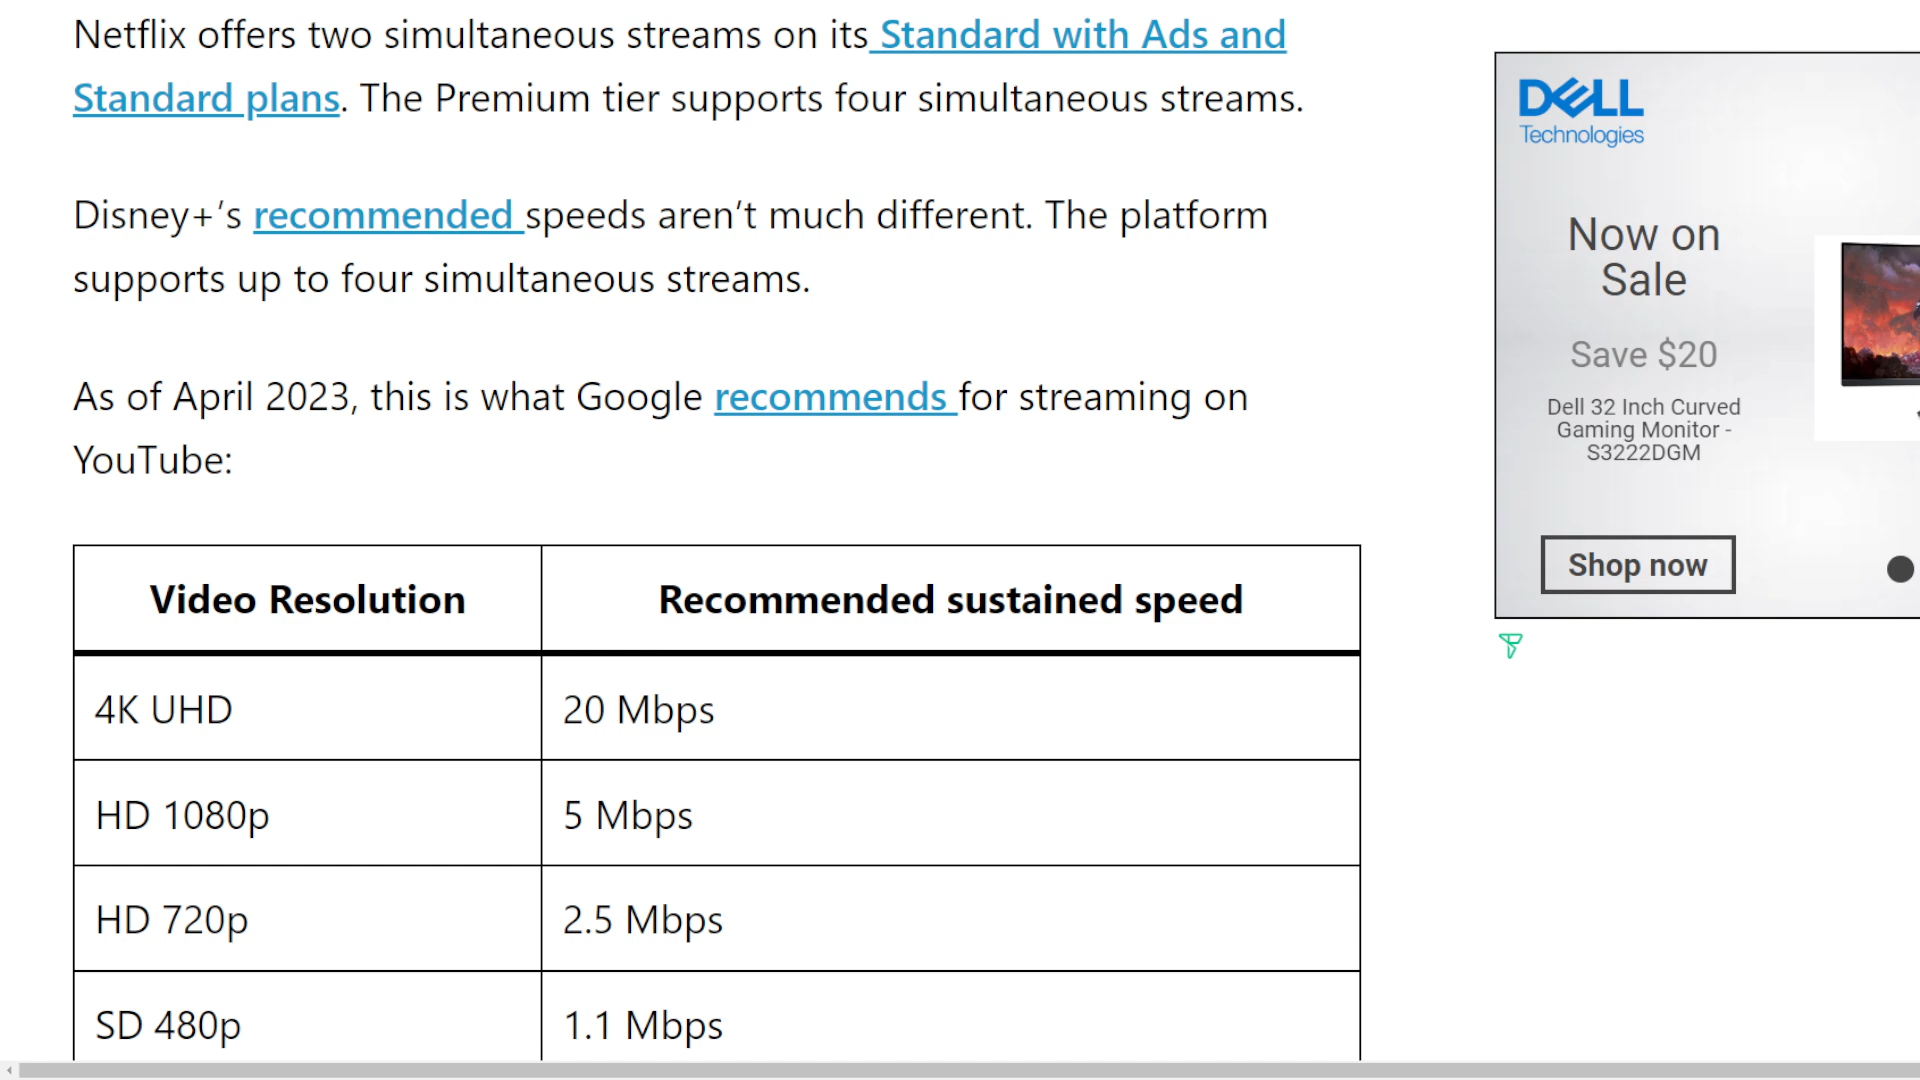 Netflix offers two simultaneous streams on its Standard with Ads and
Standard plans. The Premium tier supports four simultaneous streams.
Disney+’s recommended speeds aren’t much different. The platform
supports up to four simultaneous streams.
As of April 2023, this is what Google recommends for streaming on
YouTube:
Video Resolution Recommended sustained speed
4K UHD 20 Mbps
HD 1080p 5 Mbps
HD 720p 2.5 Mbps
SD 480p 1.1 Mbps
DELL
Technologies
Now on
Sale
Save $20
Dell 32 Inch Curved
Gaming Monitor -
S3222DGM
Shop now